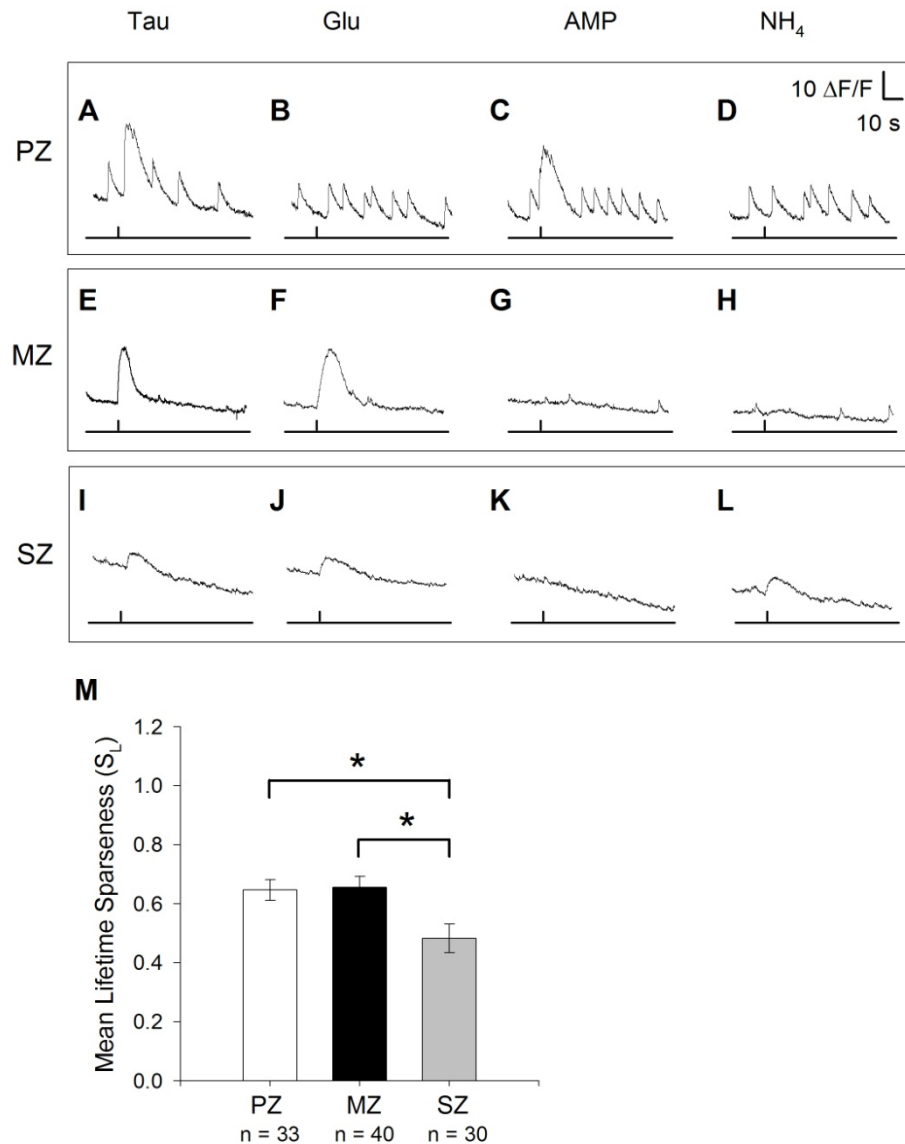 Tau Glu AMP NH₄
10 ΔF/F
10 s
A B C D
PZ
E F G H
MZ
I J K L
SZ
M
Mean Lifetime Sparseness (S_L)
1.2
1.0
0.8
0.6
0.4
0.2
0.0
*
*
PZ MZ SZ
n = 33 n = 40 n = 30